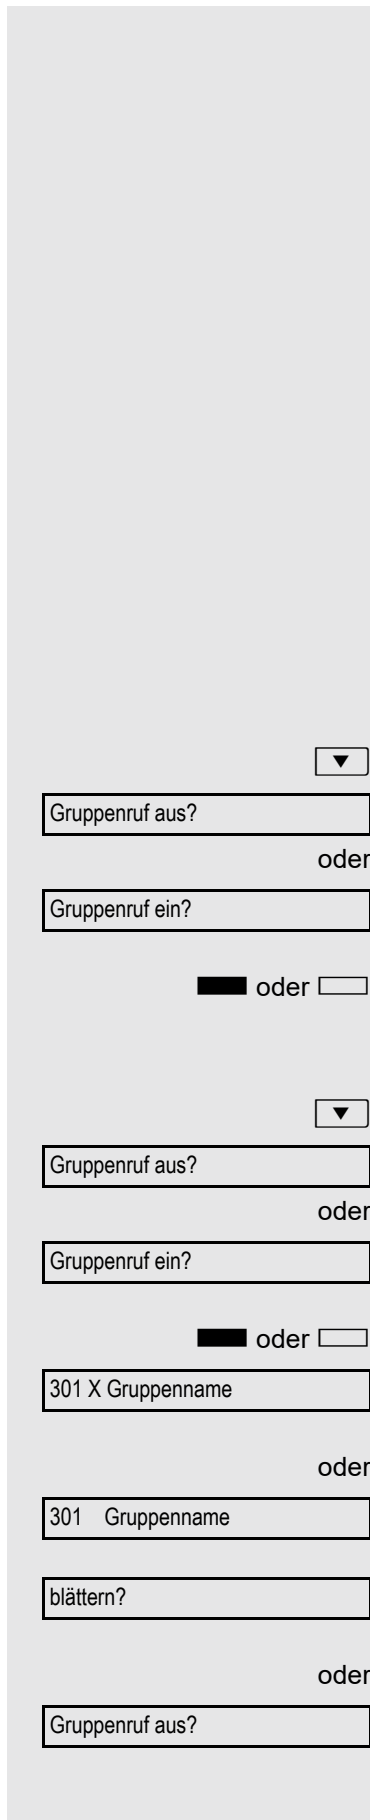 Gruppenruf aus?
oder
Gruppenruf ein?
oder
Gruppenruf aus?
oder
Gruppenruf ein?
oder
301 X Gruppenname
oder
301 Gruppenname
blättern?
oder
Gruppenruf aus?